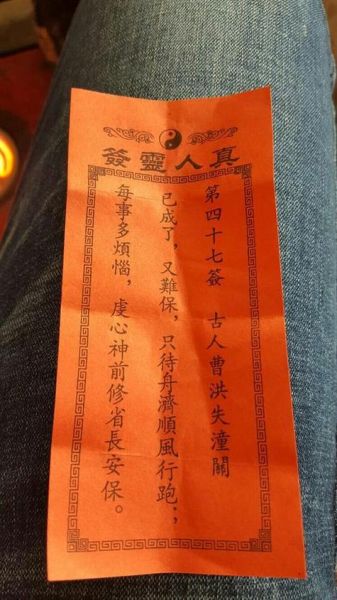 真人靈簽
第四十七簽 古人曹洪失潼關
已成了，又難保，只待舟濟順風行跑，;
每事多煩惱，虔心神前修省長安保。